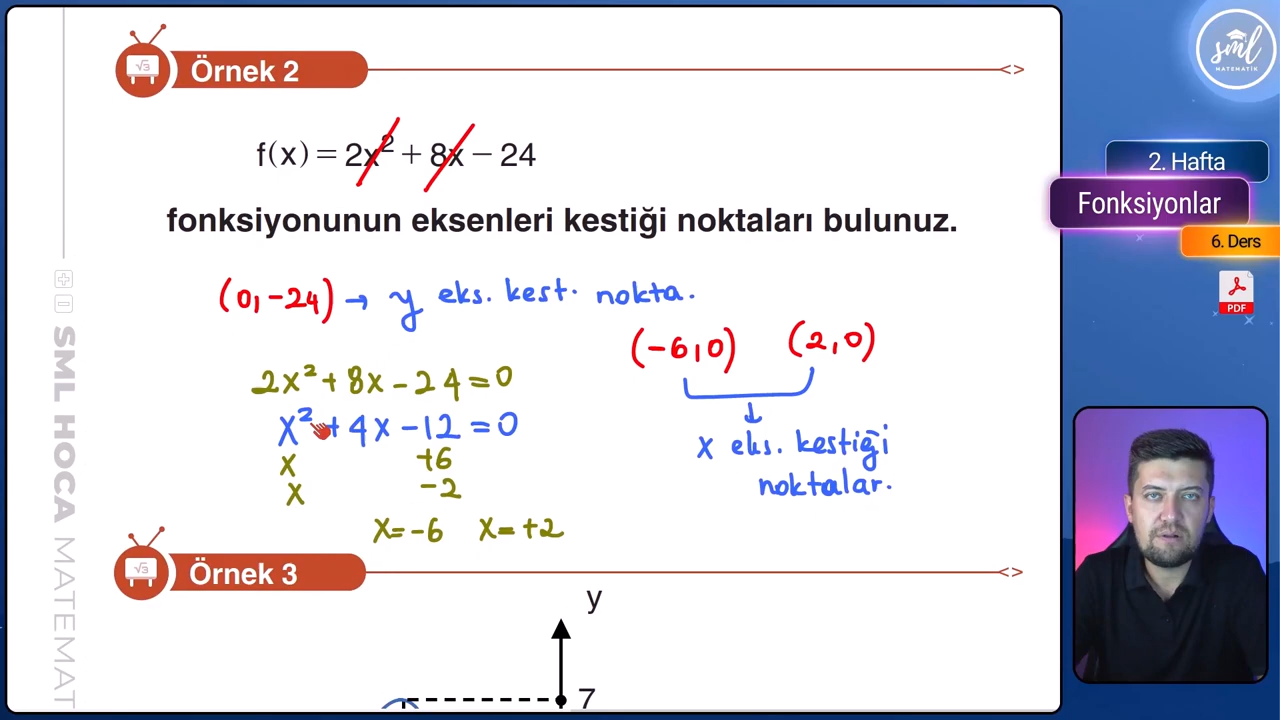 sml
MATEMATİK
√3
Örnek 2
<>
f(x) = 2x² + 8x − 24
fonksiyonunun eksenleri kestiği noktaları bulunuz.
(0, −24) → y eks. kest. nokta.
2x² + 8x − 24 = 0
x² + 4x − 12 = 0
x +6
x −2
x = −6 x = +2
(−6, 0) (2, 0)
x eks. kestiği
noktalar.
√3
Örnek 3
<>
y
7
SML HOCA MATEMAT
2. Hafta
Fonksiyonlar
6. Ders
PDF